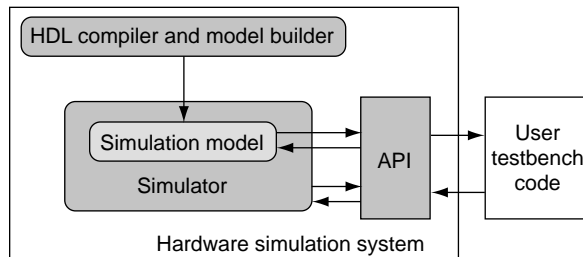 HDL compiler and model builder
Simulation model
Simulator
API
User
testbench
code
Hardware simulation system